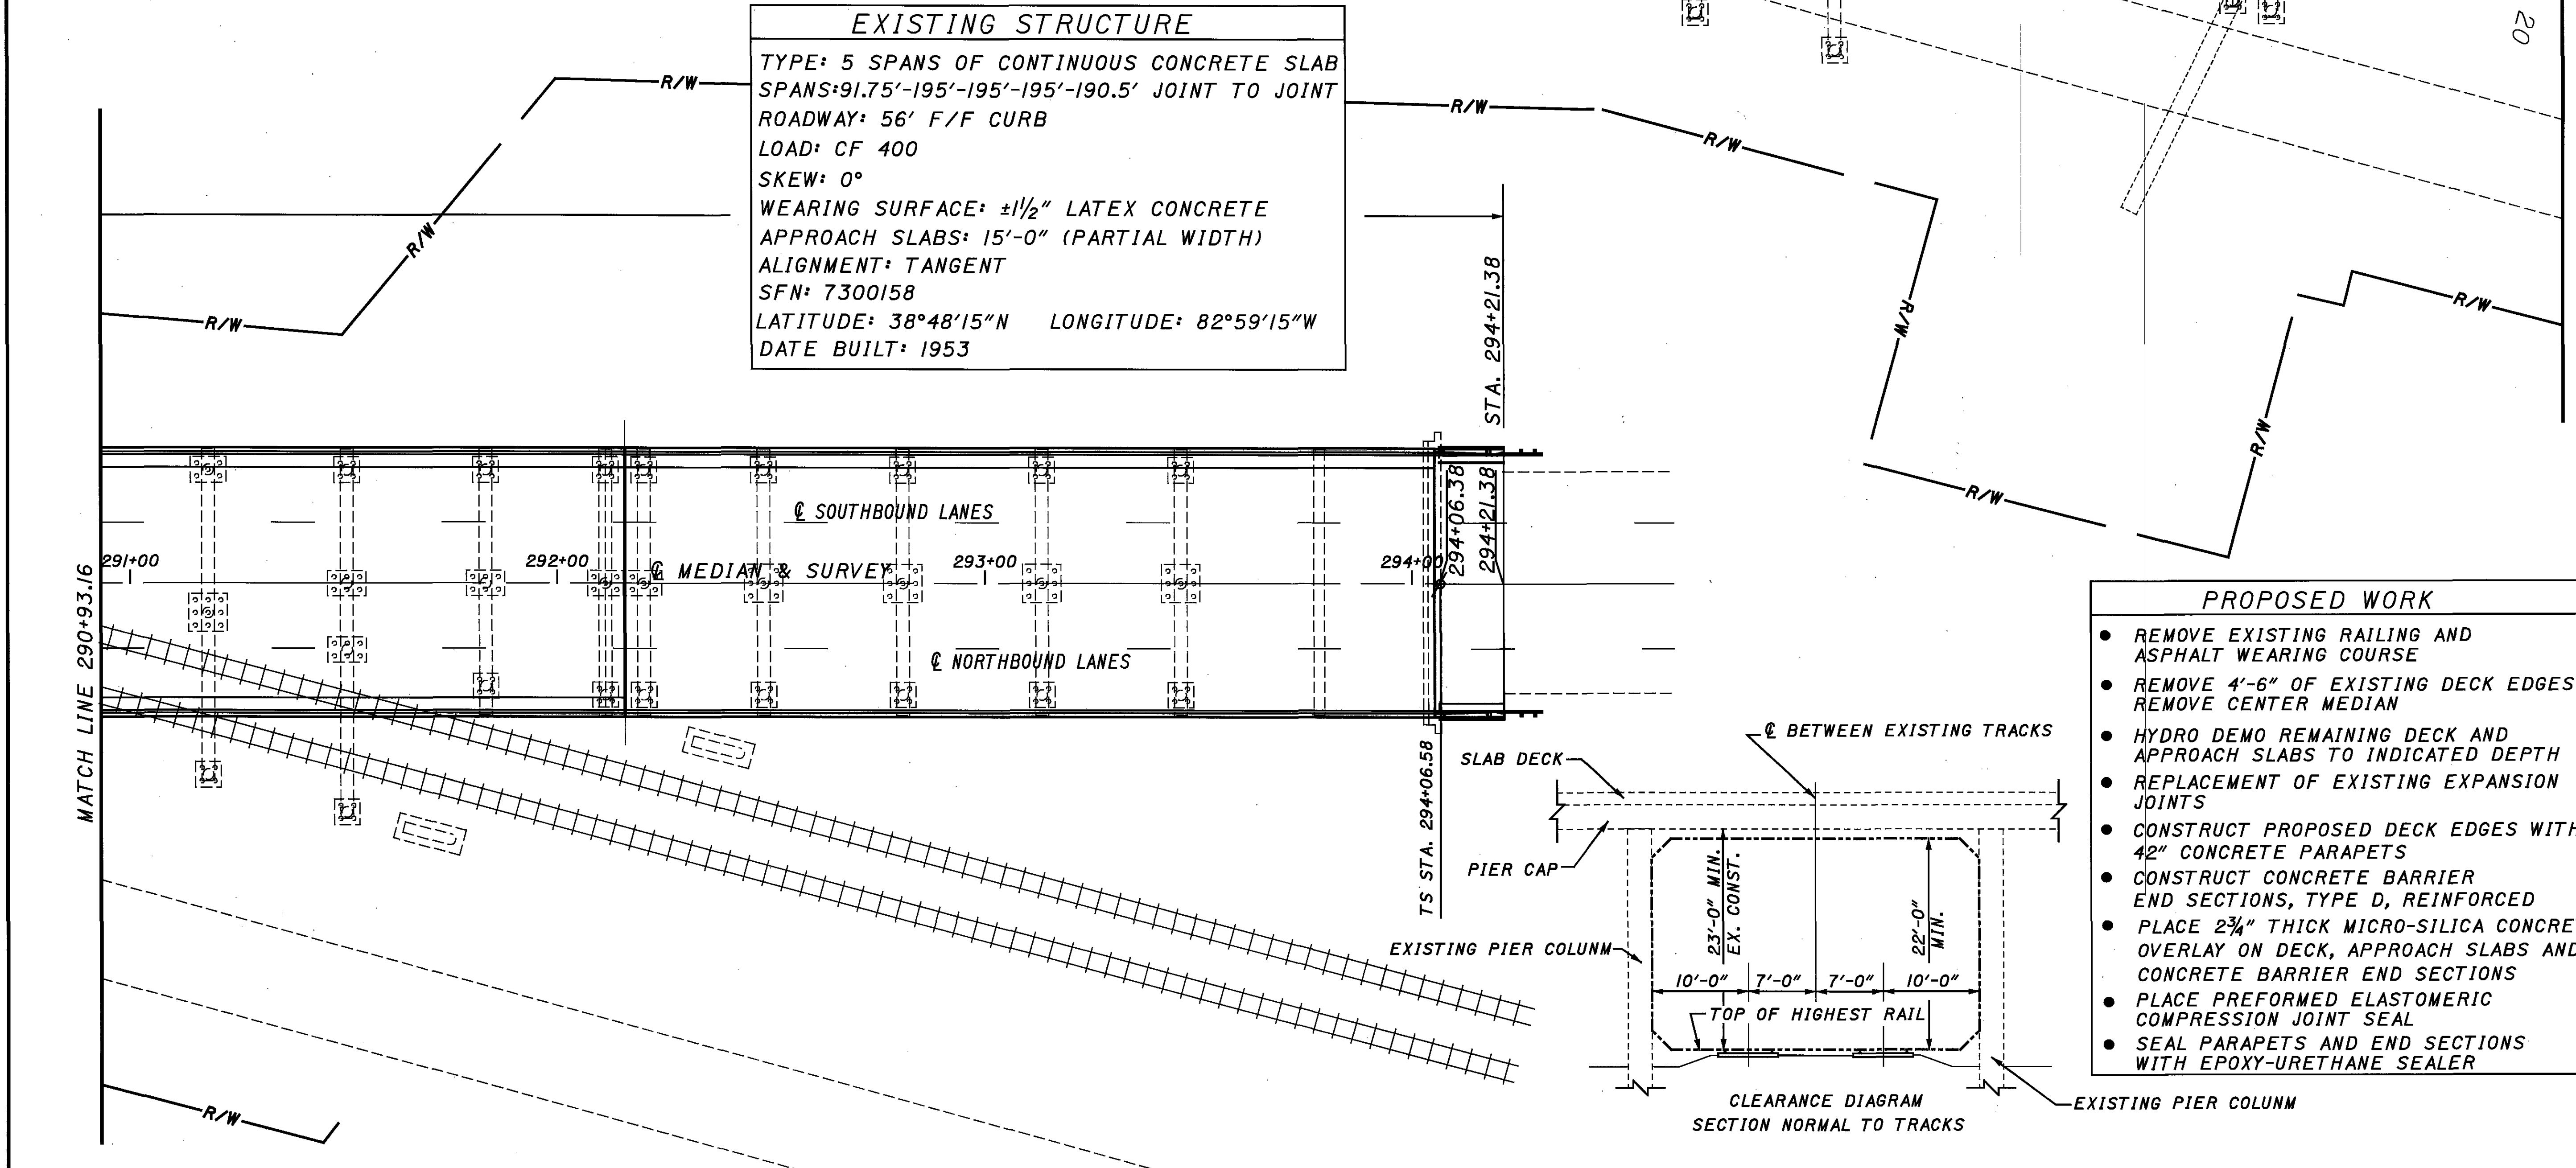 EXISTING STRUCTURE
TYPE: 5 SPANS OF CONTINUOUS CONCRETE SLAB
SPANS:91.75'-195'-195'-195'-190.5' JOINT TO JOINT
ROADWAY: 56' F/F CURB
LOAD: CF 400
SKEW: 0°
WEARING SURFACE: ±1 1/2" LATEX CONCRETE
APPROACH SLABS: 15'-0" (PARTIAL WIDTH)
ALIGNMENT: TANGENT
SFN: 7300158
LATITUDE: 38°48'15"N LONGITUDE: 82°59'15"W
DATE BUILT: 1953
20
R/W
R/W
R/W
R/W
R/W
R/W
R/W
R/W
R/W
R/W
STA. 294+21.38
MATCH LINE 290+93.16
℄ SOUTHBOUND LANES
291+00
292+00
℄ MEDIAN & SURVEY
293+00
294+00
294+06.38
294+21.38
℄ NORTHBOUND LANES
TS STA. 294+06.58
℄ BETWEEN EXISTING TRACKS
SLAB DECK
PIER CAP
EXISTING PIER COLUNM
23'-0" MIN.
EX. CONST.
22'-0"
MIN.
10'-0" 7'-0" 7'-0" 10'-0"
TOP OF HIGHEST RAIL
CLEARANCE DIAGRAM
SECTION NORMAL TO TRACKS
EXISTING PIER COLUNM
PROPOSED WORK
● REMOVE EXISTING RAILING AND
ASPHALT WEARING COURSE
● REMOVE 4'-6" OF EXISTING DECK EDGES
REMOVE CENTER MEDIAN
● HYDRO DEMO REMAINING DECK AND
APPROACH SLABS TO INDICATED DEPTH
● REPLACEMENT OF EXISTING EXPANSION
JOINTS
● CONSTRUCT PROPOSED DECK EDGES WITH
42" CONCRETE PARAPETS
● CONSTRUCT CONCRETE BARRIER
END SECTIONS, TYPE D, REINFORCED
● PLACE 2 3/4" THICK MICRO-SILICA CONCRE
OVERLAY ON DECK, APPROACH SLABS AND
CONCRETE BARRIER END SECTIONS
● PLACE PREFORMED ELASTOMERIC
COMPRESSION JOINT SEAL
● SEAL PARAPETS AND END SECTIONS
WITH EPOXY-URETHANE SEALER